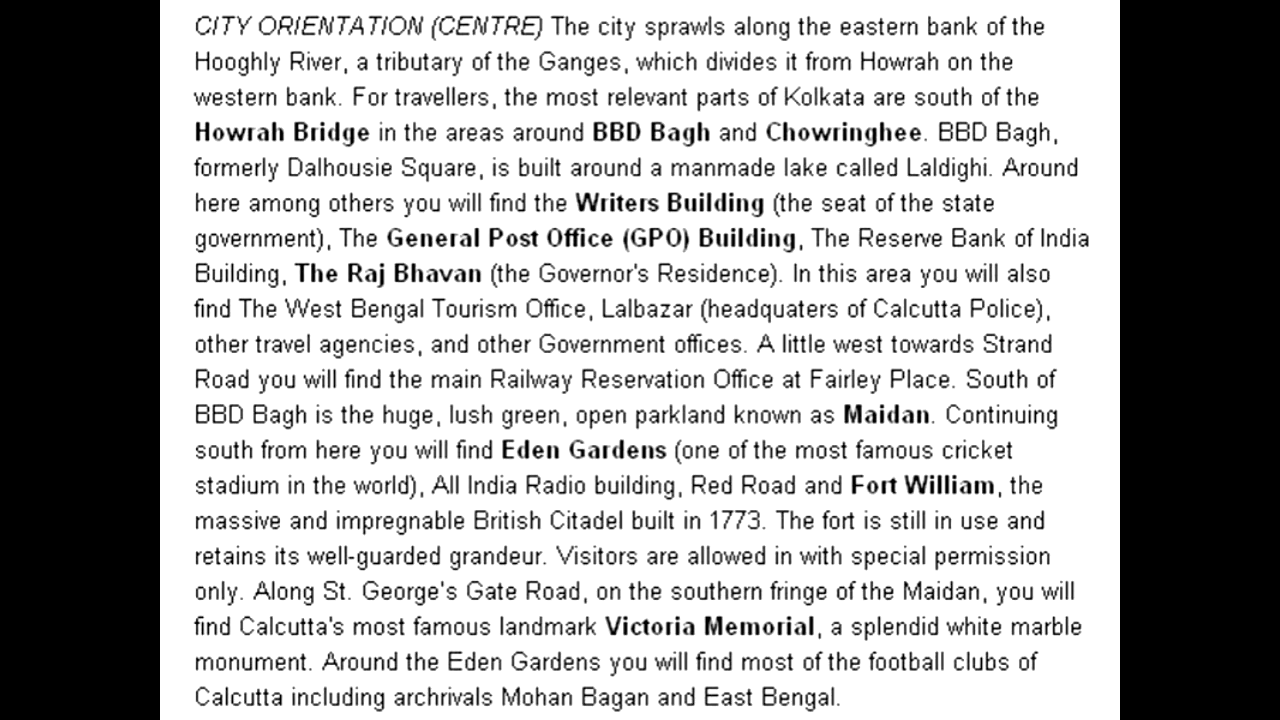 CITY ORIENTATION (CENTRE) The city sprawls along the eastern bank of the
Hooghly River, a tributary of the Ganges, which divides it from Howrah on the
western bank. For travellers, the most relevant parts of Kolkata are south of the
Howrah Bridge in the areas around BBD Bagh and Chowringhee. BBD Bagh,
formerly Dalhousie Square, is built around a manmade lake called Laldighi. Around
here among others you will find the Writers Building (the seat of the state
government), The General Post Office (GPO) Building, The Reserve Bank of India
Building, The Raj Bhavan (the Governor's Residence). In this area you will also
find The West Bengal Tourism Office, Lalbazar (headquaters of Calcutta Police),
other travel agencies, and other Government offices. A little west towards Strand
Road you will find the main Railway Reservation Office at Fairley Place. South of
BBD Bagh is the huge, lush green, open parkland known as Maidan. Continuing
south from here you will find Eden Gardens (one of the most famous cricket
stadium in the world), All India Radio building, Red Road and Fort William, the
massive and impregnable British Citadel built in 1773. The fort is still in use and
retains its well-guarded grandeur. Visitors are allowed in with special permission
only. Along St. George's Gate Road, on the southern fringe of the Maidan, you will
find Calcutta's most famous landmark Victoria Memorial, a splendid white marble
monument. Around the Eden Gardens you will find most of the football clubs of
Calcutta including archrivals Mohan Bagan and East Bengal.